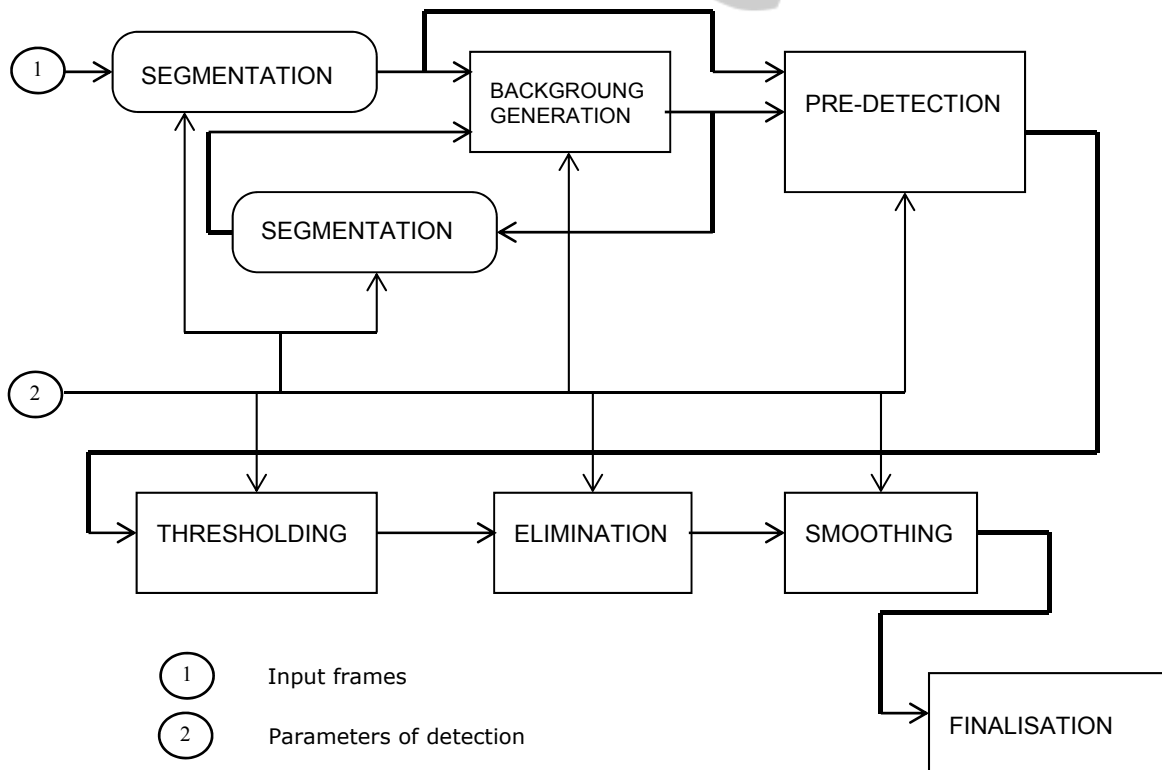 1
SEGMENTATION
BACKGROUNG
GENERATION
PRE-DETECTION
SEGMENTATION
2
THRESHOLDING
ELIMINATION
SMOOTHING
1 Input frames
2 Parameters of detection
FINALISATION